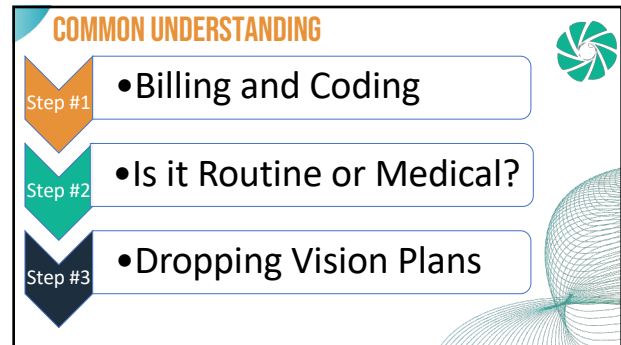 COMMON UNDERSTANDING
Step #1
•Billing and Coding
Step #2
•Is it Routine or Medical?
Step #3
•Dropping Vision Plans